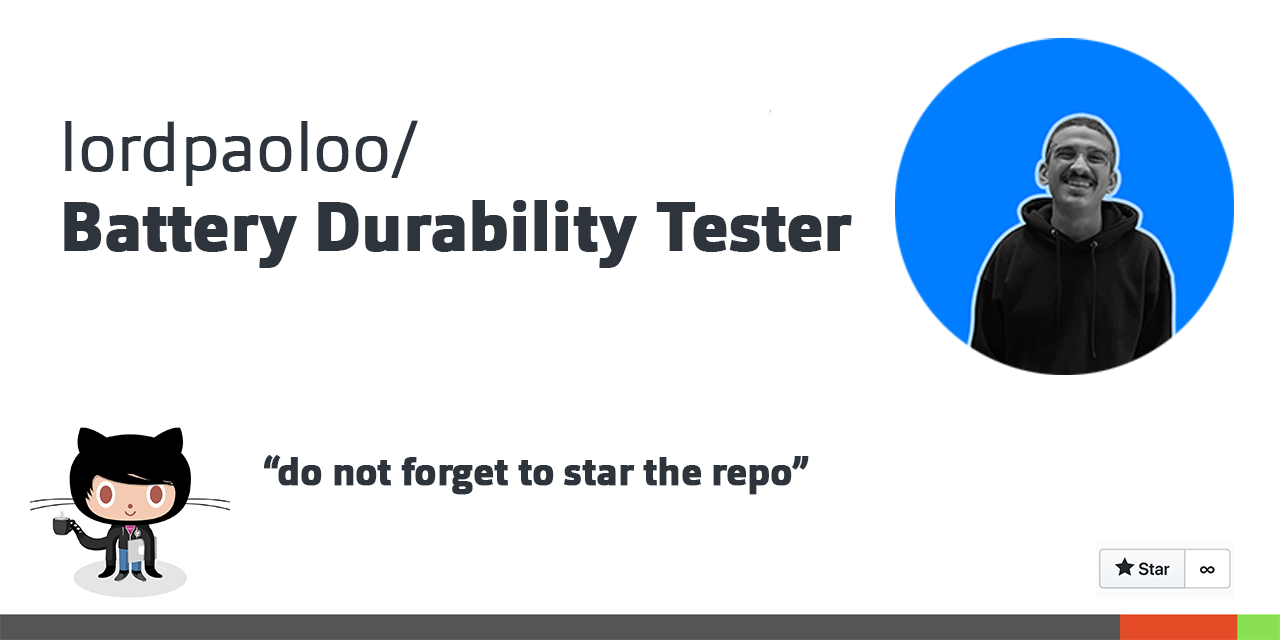 lordpaoloo/
Battery Durability Tester
“do not forget to star the repo”
Star
∞